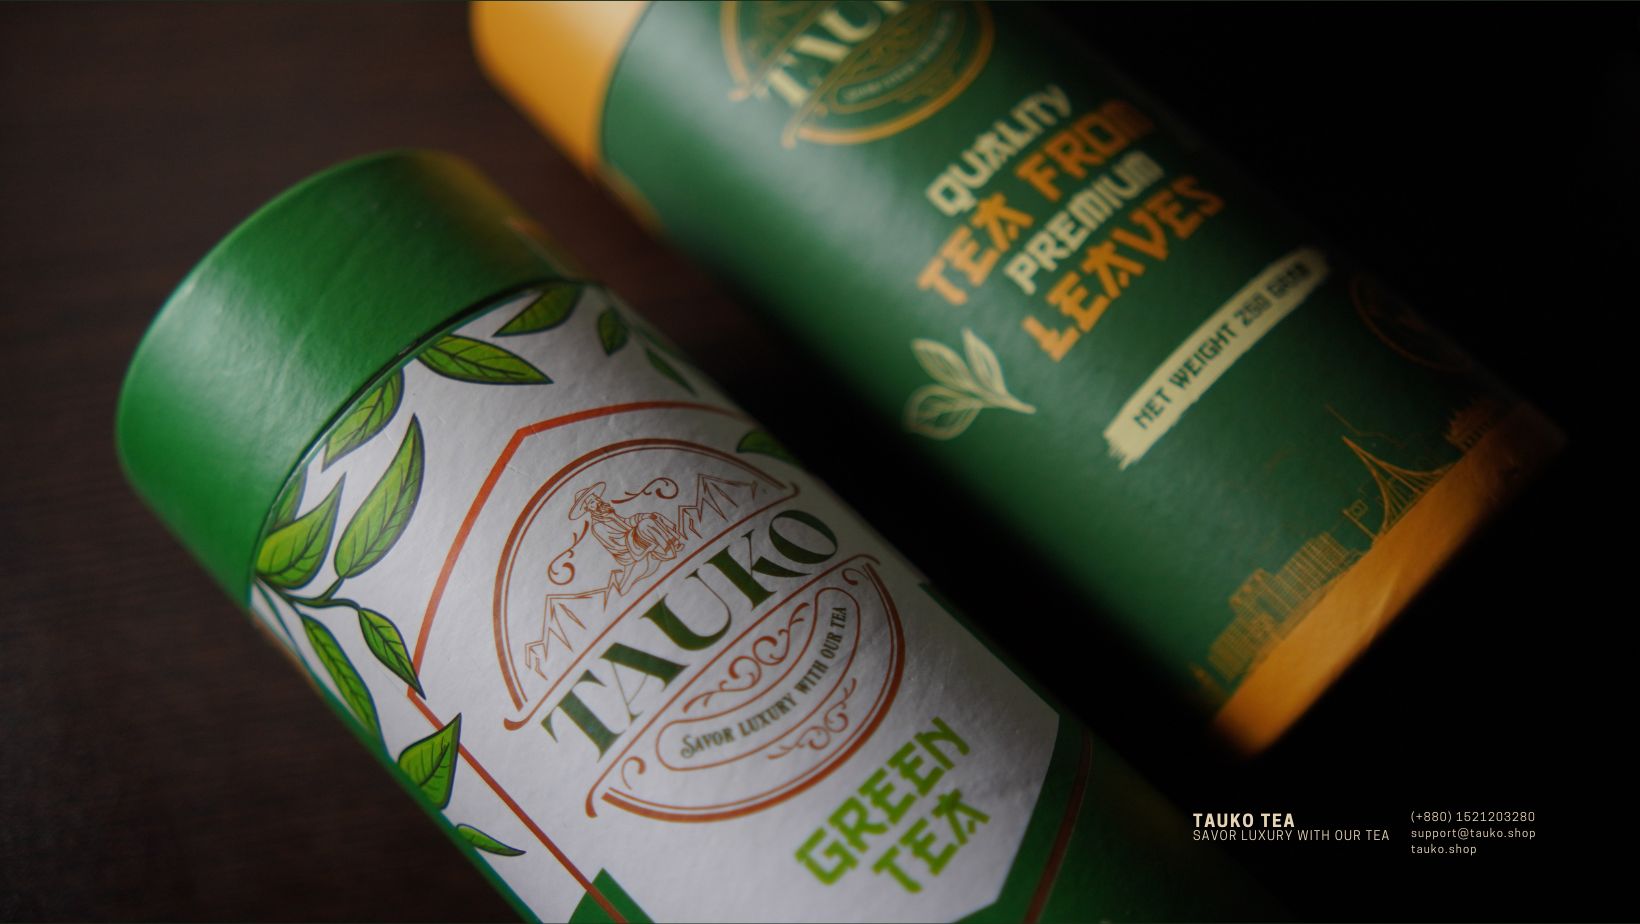 TAUKO
QUALITY
TEA FROM
PREMIUM
LEAVES
NET WEIGHT 250 GRAM
TAUKO
SAVOR LUXURY WITH OUR TEA
GREEN
TEA
TAUKO TEA
SAVOR LUXURY WITH OUR TEA
(+880) 1521203280
support@tauko.shop
tauko.shop